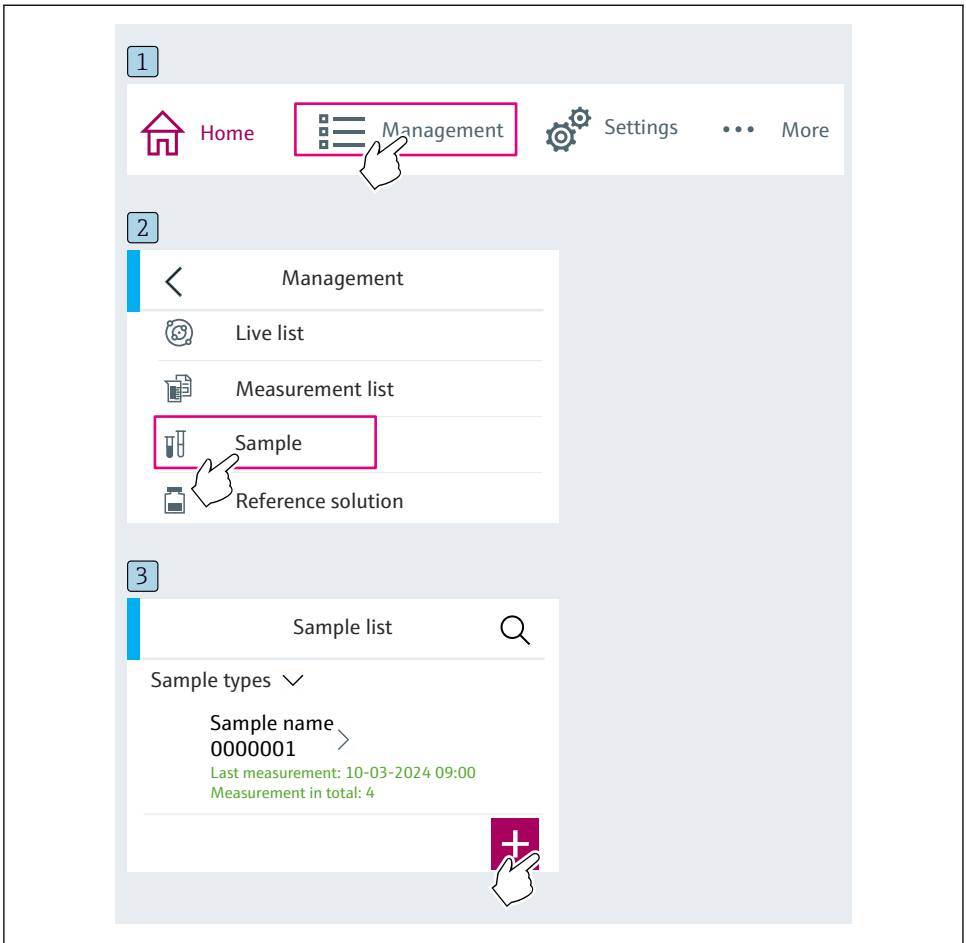 1
Home Management Settings More
2
Management
Live list
Measurement list
Sample
Reference solution
3
Sample list
Sample types
Sample name
0000001
Last measurement: 10-03-2024 09:00
Measurement in total: 4